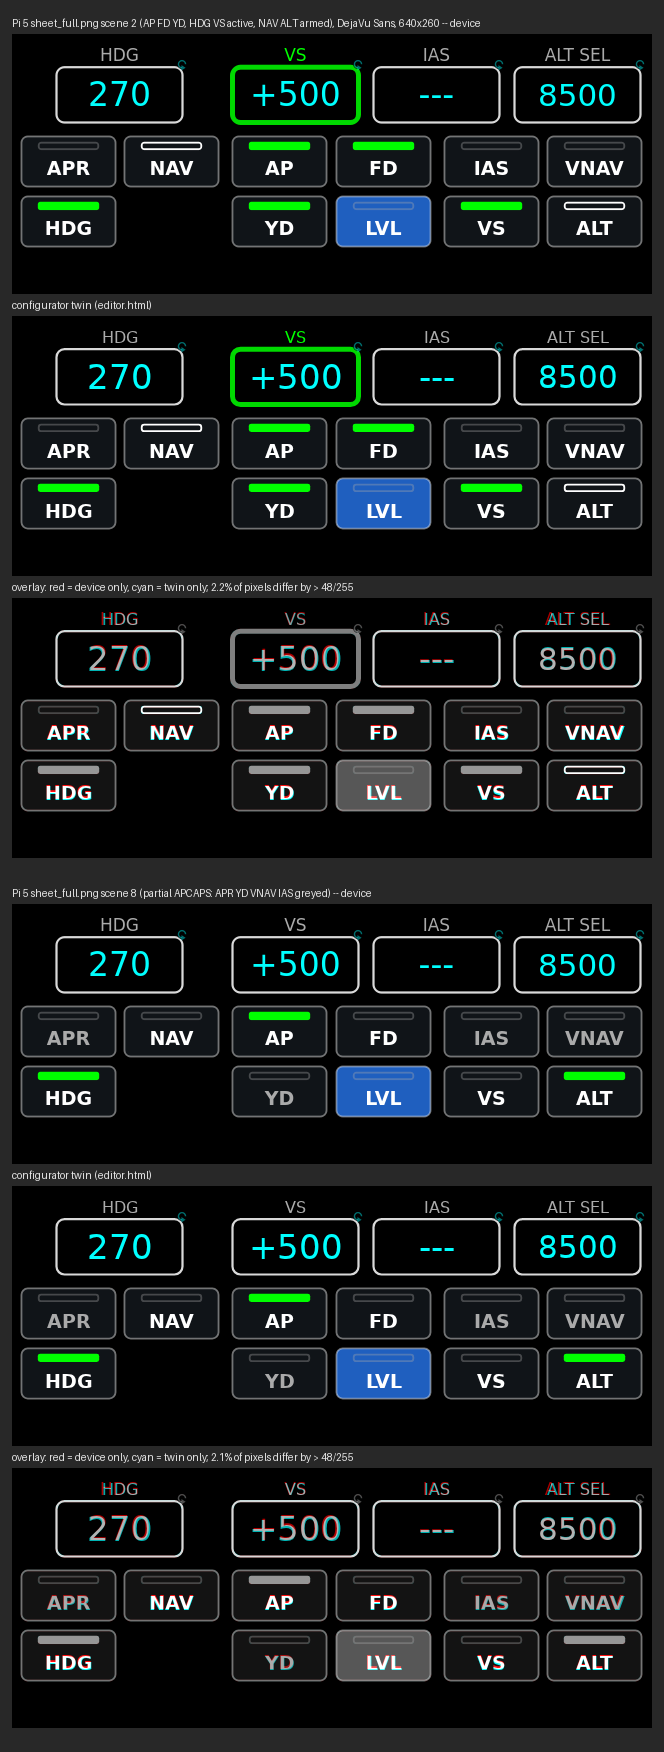 Pi 5 sheet_full.png scene 2 (AP FD YD, HDG VS active, NAV ALT armed), DejaVu Sans, 640x260 -- device
HDG VS IAS ALT SEL
270 +500 --- 8500
APR NAV AP FD IAS VNAV
HDG YD LVL VS ALT
configurator twin (editor.html)
HDG VS IAS ALT SEL
270 +500 --- 8500
APR NAV AP FD IAS VNAV
HDG YD LVL VS ALT
overlay: red = device only, cyan = twin only; 2.2% of pixels differ by > 48/255
HDG VS IAS ALT SEL
270 +500 --- 8500
APR NAV AP FD IAS VNAV
HDG YD LVL VS ALT
Pi 5 sheet_full.png scene 8 (partial APCAPS: APR YD VNAV IAS greyed) -- device
HDG VS IAS ALT SEL
270 +500 --- 8500
APR NAV AP FD IAS VNAV
HDG YD LVL VS ALT
configurator twin (editor.html)
HDG VS IAS ALT SEL
270 +500 --- 8500
APR NAV AP FD IAS VNAV
HDG YD LVL VS ALT
overlay: red = device only, cyan = twin only; 2.1% of pixels differ by > 48/255
HDG VS IAS ALT SEL
270 +500 --- 8500
APR NAV AP FD IAS VNAV
HDG YD LVL VS ALT